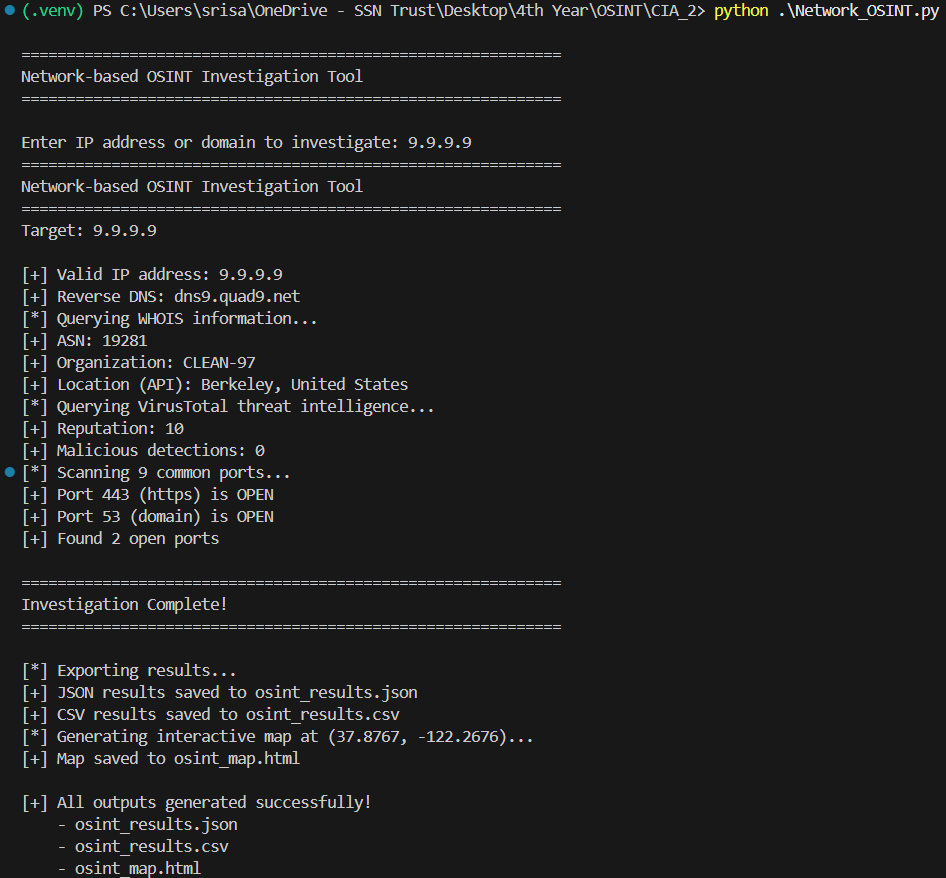 (.venv) PS C:\Users\srisa\OneDrive - SSN Trust\Desktop\4th Year\OSINT\CIA_2> python .\Network_OSINT.py
============================================================
Network-based OSINT Investigation Tool
============================================================
Enter IP address or domain to investigate: 9.9.9.9
============================================================
Network-based OSINT Investigation Tool
============================================================
Target: 9.9.9.9
[+] Valid IP address: 9.9.9.9
[+] Reverse DNS: dns9.quad9.net
[*] Querying WHOIS information...
[+] ASN: 19281
[+] Organization: CLEAN-97
[+] Location (API): Berkeley, United States
[*] Querying VirusTotal threat intelligence...
[+] Reputation: 10
[+] Malicious detections: 0
[*] Scanning 9 common ports...
[+] Port 443 (https) is OPEN
[+] Port 53 (domain) is OPEN
[+] Found 2 open ports
============================================================
Investigation Complete!
============================================================
[*] Exporting results...
[+] JSON results saved to osint_results.json
[+] CSV results saved to osint_results.csv
[*] Generating interactive map at (37.8767, -122.2676)...
[+] Map saved to osint_map.html
[+] All outputs generated successfully!
- osint_results.json
- osint_results.csv
- osint_map.html